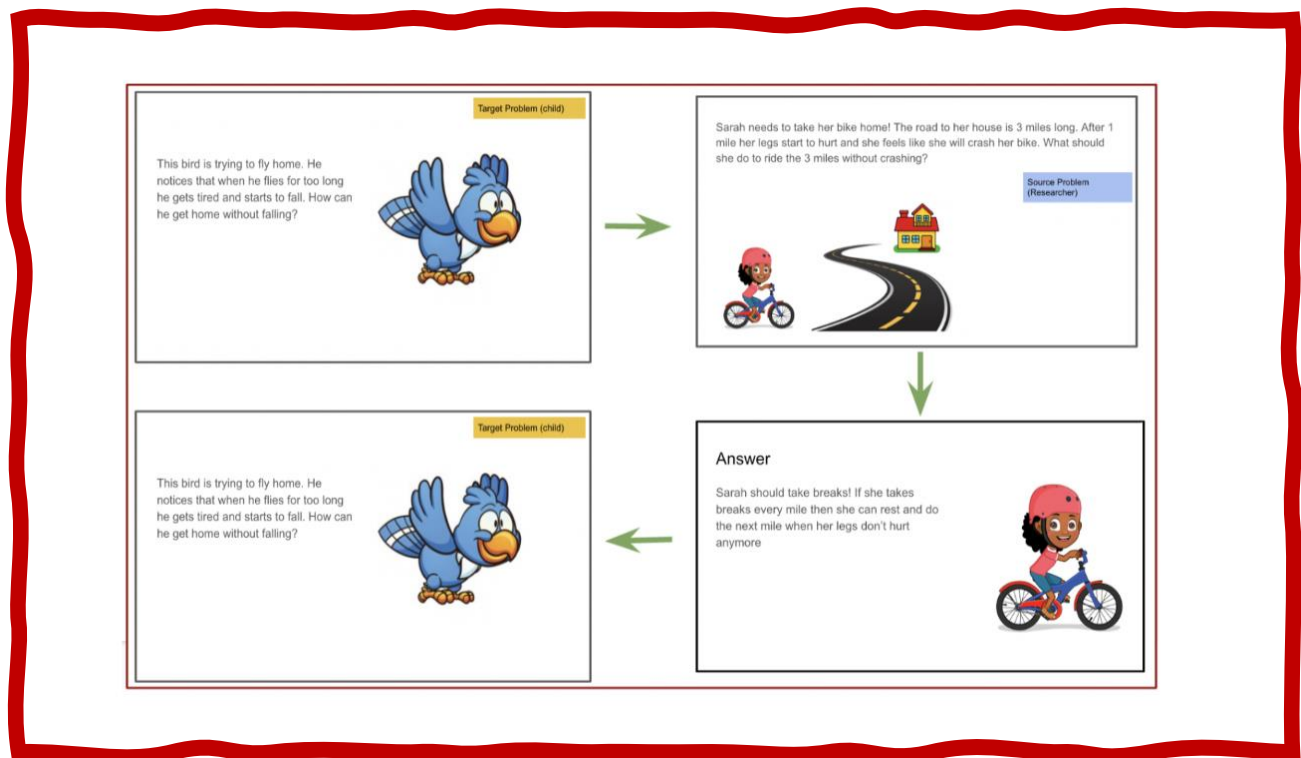 Target Problem (child)
This bird is trying to fly home. He
notices that when he flies for too long
he gets tired and starts to fall. How can
he get home without falling?
Sarah needs to take her bike home! The road to her house is 3 miles long. After 1
mile her legs start to hurt and she feels like she will crash her bike. What should
she do to ride the 3 miles without crashing?
Source Problem
(Researcher)
Answer
Sarah should take breaks! If she takes
breaks every mile then she can rest and do
the next mile when her legs don't hurt
anymore
Target Problem (child)
This bird is trying to fly home. He
notices that when he flies for too long
he gets tired and starts to fall. How can
he get home without falling?